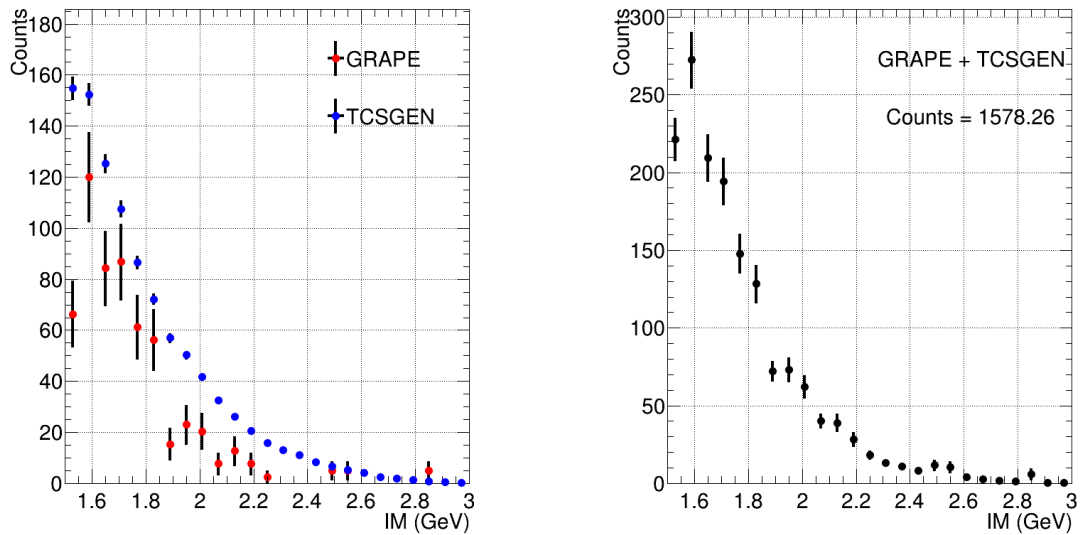 Counts
180
160
140
120
100
80
60
40
20
0
GRAPE
TCSGEN
1.6 1.8 2 2.2 2.4 2.6 2.8 3
IM (GeV)
Counts
300
250
200
150
100
50
0
GRAPE + TCSGEN
Counts = 1578.26
1.6 1.8 2 2.2 2.4 2.6 2.8 3
IM (GeV)